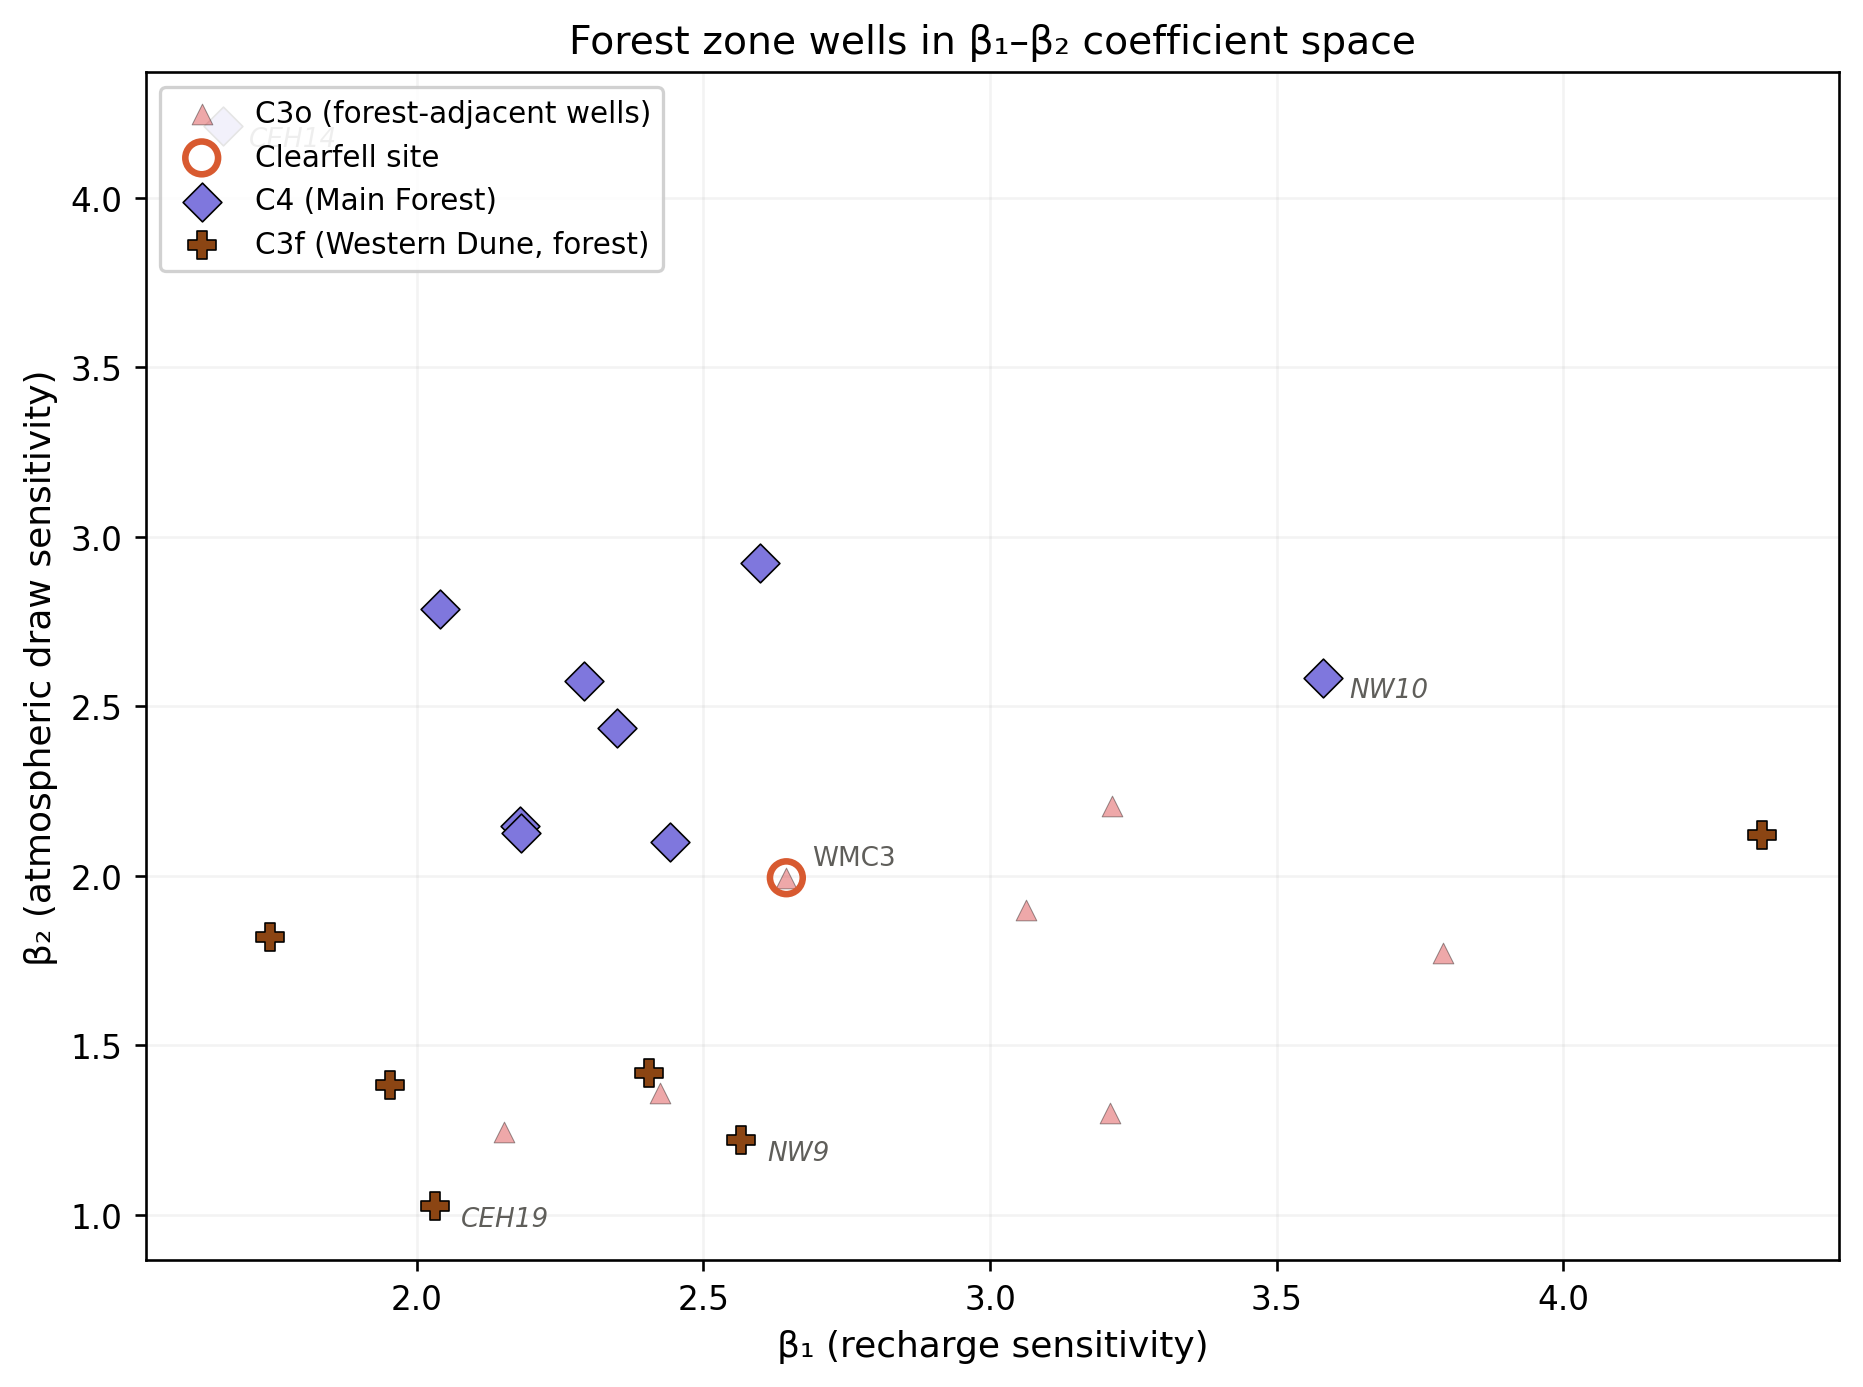 Forest zone wells in β₁–β₂ coefficient space
C3o (forest-adjacent wells)
CEH14
Clearfell site
C4 (Main Forest)
C3f (Western Dune, forest)
4.0
3.5
3.0
2.5
2.0
1.5
1.0
β₂ (atmospheric draw sensitivity)
NW10
WMC3
NW9
CEH19
2.0
2.5
3.0
3.5
4.0
β₁ (recharge sensitivity)